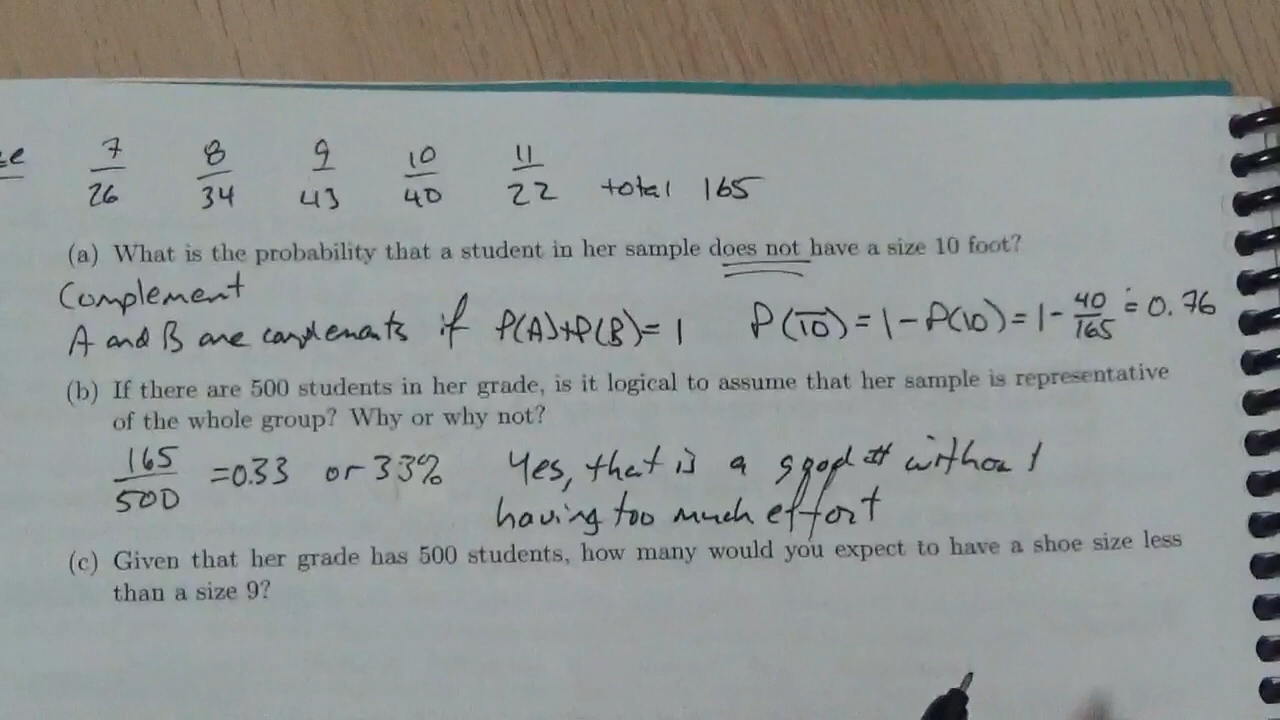 7 8 9 10 11
26 34 43 40 22 total 165
(a) What is the probability that a student in her sample does not have a size 10 foot?
Complement
A and B are complements if P(A)+P(B)=1 P(1̅0̅)=1-P(10)=1-40/165≐0.76
(b) If there are 500 students in her grade, is it logical to assume that her sample is representative
of the whole group? Why or why not?
165/500 =0.33 or 33% Yes, that is a good # without
having too much effort
(c) Given that her grade has 500 students, how many would you expect to have a shoe size less
than a size 9?